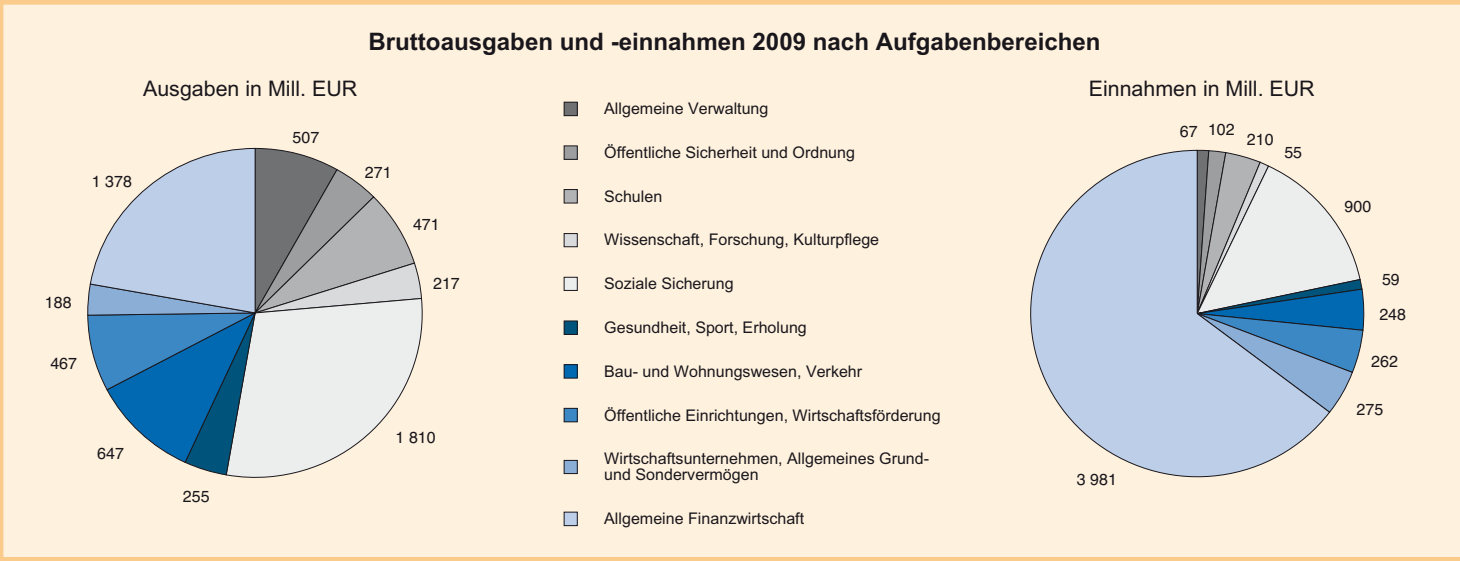 Bruttoausgaben und -einnahmen 2009 nach Aufgabenbereichen
Ausgaben in Mill. EUR
507
271
471
217
1 810
255
647
467
188
1 378
Allgemeine Verwaltung
Öffentliche Sicherheit und Ordnung
Schulen
Wissenschaft, Forschung, Kulturpflege
Soziale Sicherung
Gesundheit, Sport, Erholung
Bau- und Wohnungswesen, Verkehr
Öffentliche Einrichtungen, Wirtschaftsförderung
Wirtschaftsunternehmen, Allgemeines Grund-
und Sondervermögen
Allgemeine Finanzwirtschaft
Einnahmen in Mill. EUR
67
102
210
55
900
59
248
262
275
3 981